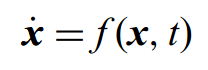 ẋ = f(x, t)